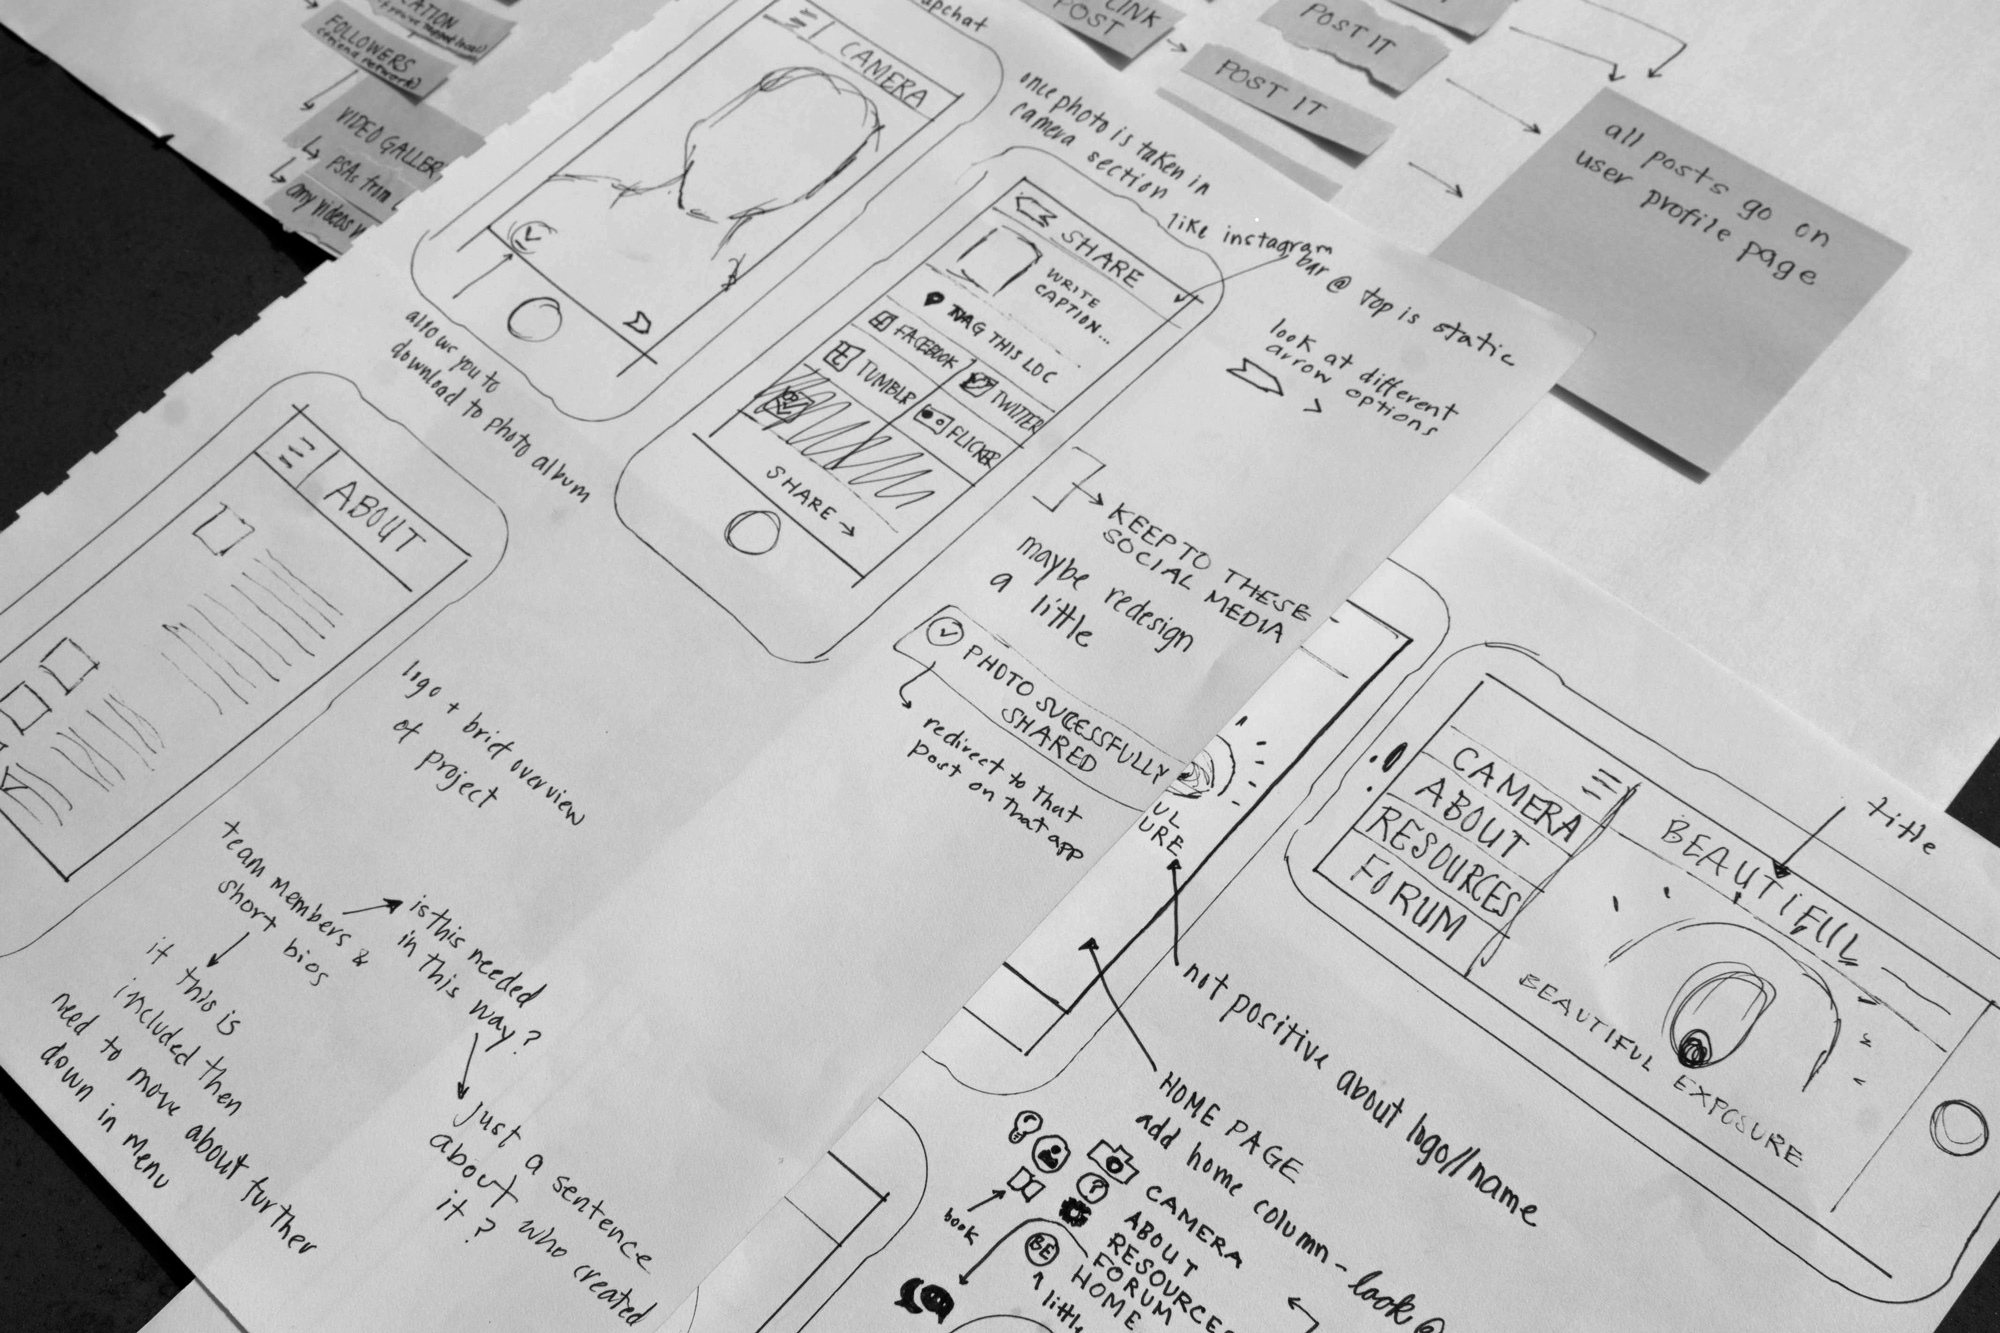 FOLLOWERS
(friend network)
VIDEO
PSAs from
any videos
CAMERA
allows you to
download to photo album
once photo is taken in
camera section
like instagram
bar @ top is static
SHARE
WRITE
CAPTION...
TAG THIS LOC
FACEBOOK
TWITTER
TUMBLR
FLICKR
SHARE →
look at different
arrow options
KEEP TO THESE
SOCIAL MEDIA
maybe redesign
a little
PHOTO SUCESSFULLY
SHARED
redirect to that
post on that app
LINK
POST
POST IT
POST IT
all posts go on
user profile page
ABOUT
logo + brief overview
of project
team members &
short bios
is this needed
in this way?
if this is
included then
need to move about further
down in menu
Just a sentence
about who created
it?
UL
URE
CAMERA
ABOUT
RESOURCES
FORUM
BEAUTIFUL
title
BEAUTIFUL EXPOSURE
not positive about logo//name
HOME PAGE
add home column - look @
book
CAMERA
ABOUT
RESOURCES
FORUM
HOME
BE
little